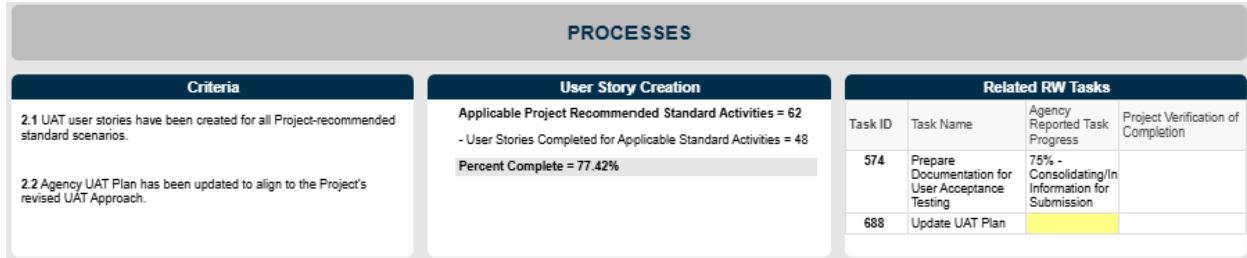 PROCESSES
Criteria
2.1 UAT user stories have been created for all Project-recommended
standard scenarios.
2.2 Agency UAT Plan has been updated to align to the Project's
revised UAT Approach.
User Story Creation
Applicable Project Recommended Standard Activities = 62
- User Stories Completed for Applicable Standard Activities = 48
Percent Complete = 77.42%
Related RW Tasks
Task ID
Task Name
Agency
Reported Task
Progress
Project Verification of
Completion
574
Prepare
Documentation for
User Acceptance
Testing
75% -
Consolidating/In
Information for
Submission
688
Update UAT Plan